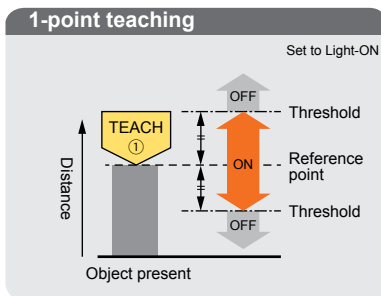 1-point teaching
Set to Light-ON
OFF
Threshold
TEACH
①
ON
Reference
point
Threshold
OFF
Distance
Object present